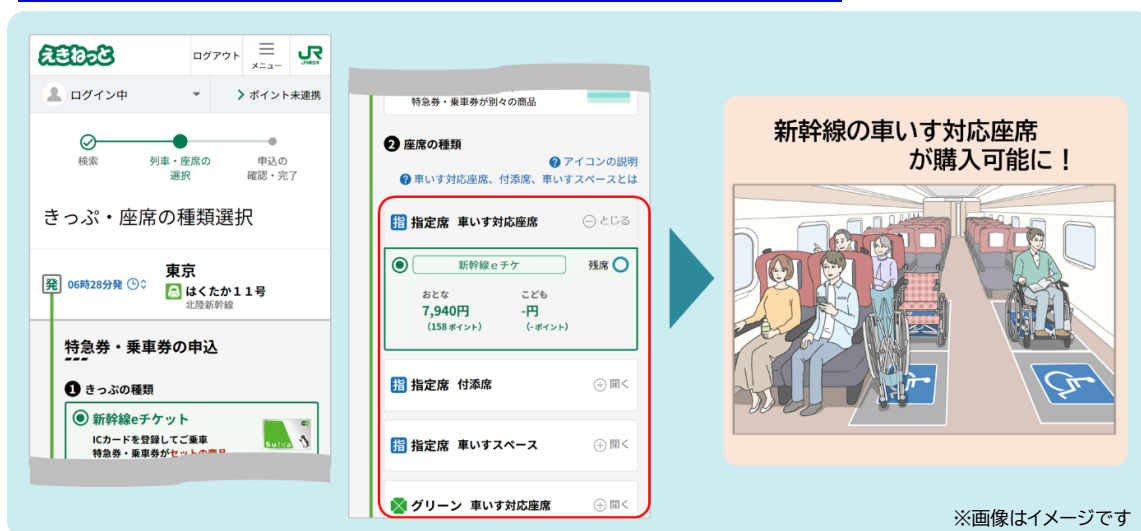 えきねっと
ログアウト
メニュー
JR
ログイン中
ポイント未連携
検索
列車・座席の
選択
申込の
確認・完了
きっぷ・座席の種類選択
発 06時28分発
東京
はくたか11号
北陸新幹線
特急券・乗車券の申込
1 きっぷの種類
新幹線eチケット
ICカードを登録してご乗車
特急券・乗車券がセットの商品
Suica
特急券・乗車券が別々の商品
2 座席の種類
? アイコンの説明
? 車いす対応座席、付添席、車いすスペースとは
指 指定席 車いす対応座席
とじる
新幹線eチケ
残席
おとな
7,940円
(158ポイント)
こども
-円
(-ポイント)
指 指定席 付添席
開く
指 指定席 車いすスペース
開く
グリーン 車いす対応座席
開く
新幹線の車いす対応座席
が購入可能に！
※画像はイメージです